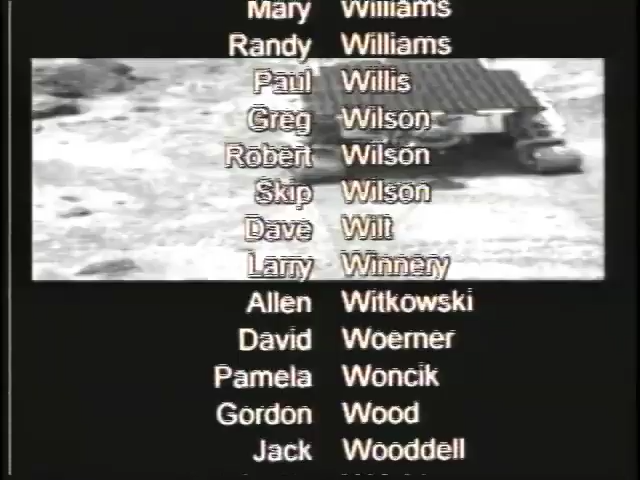 Mary Williams
Randy Williams
Paul Willis
Greg Wilson
Robert Wilson
Skip Wilson
Dave Wilt
Larry Winnery
Allen Witkowski
David Woerner
Pamela Woncik
Gordon Wood
Jack Wooddell